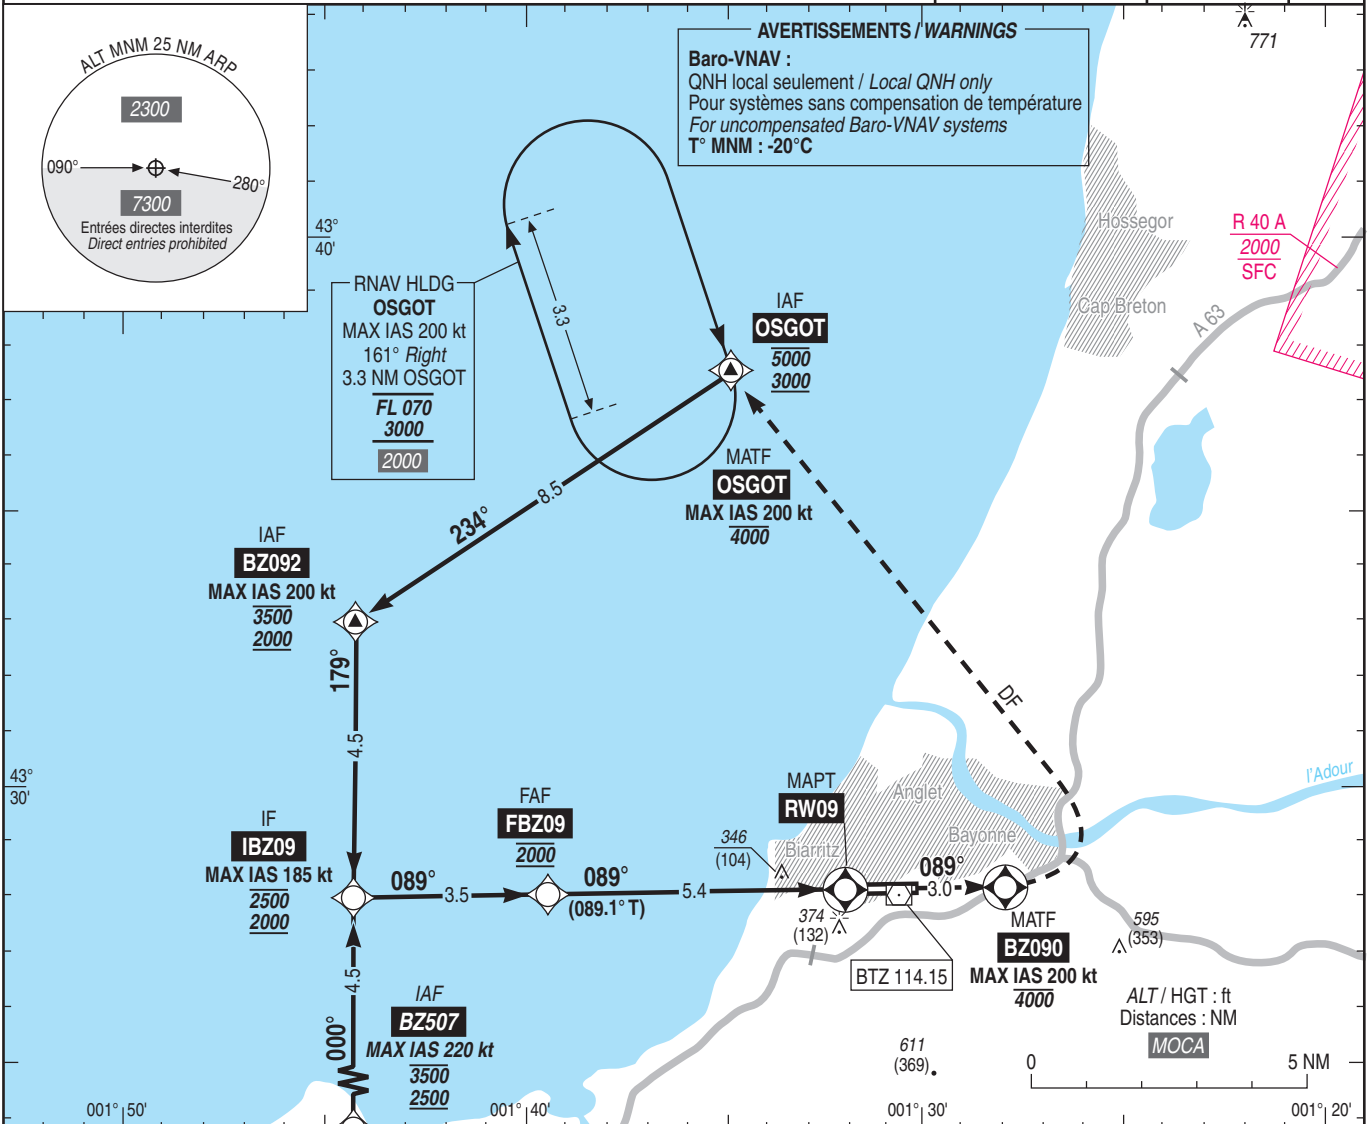 ALT MNM 25 NM ARP
2300
090°
280°
7300
Entrées directes interdites
Direct entries prohibited
AVERTISSEMENTS / WARNINGS
Baro-VNAV :
QNH local seulement / Local QNH only
Pour systèmes sans compensation de température
For uncompensated Baro-VNAV systems
T° MNM : -20°C
771
43°
40'
Hossegor
Cap Breton
A 63
R 40 A
2000
SFC
RNAV HLDG
OSGOT
MAX IAS 200 kt
161° Right
3.3 NM OSGOT
FL 070
3000
2000
3.3
IAF
OSGOT
5000
3000
MATF
OSGOT
MAX IAS 200 kt
4000
234°
8.5
IAF
BZ092
MAX IAS 200 kt
3500
2000
179°
4.5
DF
43°
30'
l'Adour
IF
IBZ09
MAX IAS 185 kt
2500
2000
089°
3.5
FAF
FBZ09
2000
089°
(089.1° T)
5.4
MAPT
RW09
346
(104)
Anglet
Biarritz
Bayonne
089°
3.0
374
(132)
BTZ 114.15
MATF
BZ090
MAX IAS 200 kt
4000
595
(353)
4.5
000°
IAF
BZ507
MAX IAS 220 kt
3500
2500
611
(369)
ALT / HGT : ft
Distances : NM
MOCA
0
5 NM
001° 50'
001° 40'
001° 30'
001° 20'